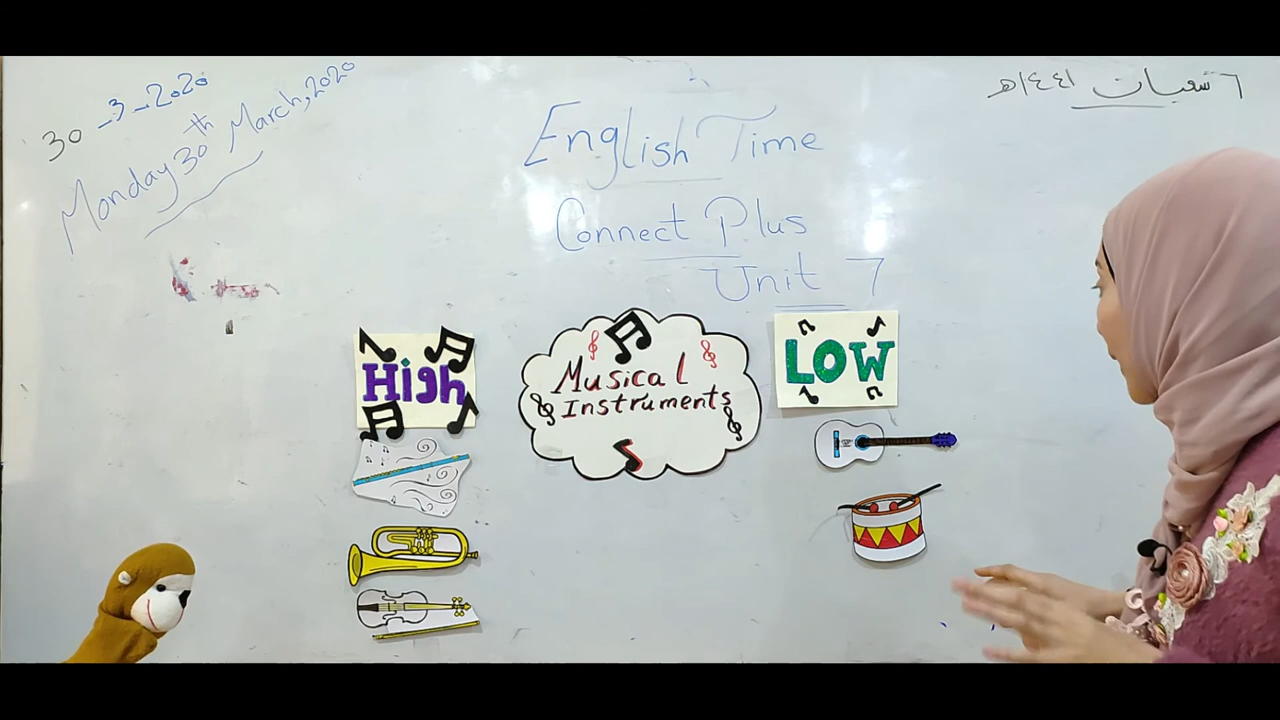 30-3-2020
Monday 30th March, 2020
٦ شعبان ١٤٤١هـ
English Time
Connect Plus
Unit 7
High
Musical
Instruments
LOW